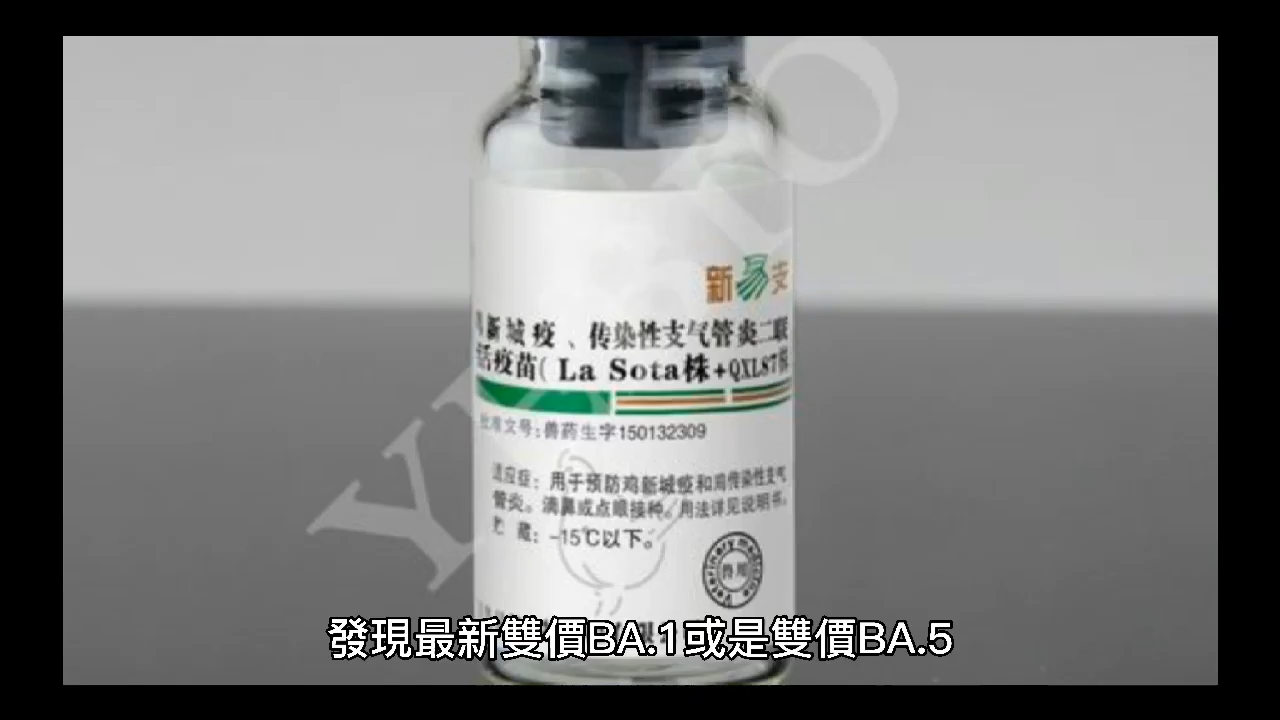 新易支
新城疫、传染性支气管炎二联
活疫苗(La Sota株+QXL87株
批准文号:兽药生字150132309
适应症:用于预防鸡新城疫和鸡传染性支气
管炎。滴鼻或点眼接种。用法详见说明书。
贮 藏:-15℃以下。
Veterinary medicine
兽用
發現最新雙價BA.1或是雙價BA.5